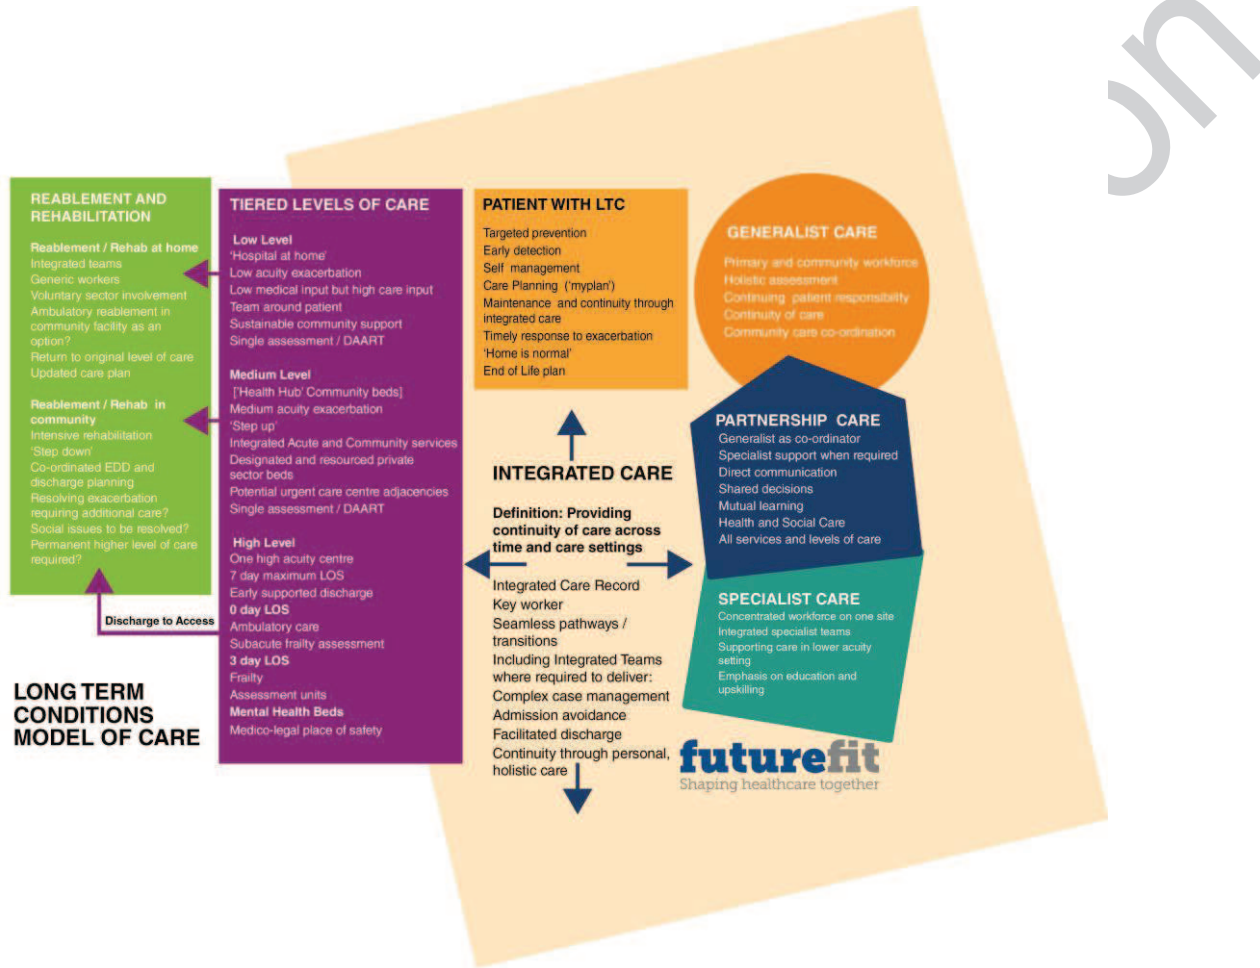 REABLEMENT AND
REHABILITATION
Reablement / Rehab at home
Integrated teams
Generic workers
Voluntary sector involvement
Ambulatory reablement in
community facility as an
option?
Return to original level of care
Updated care plan
Reablement / Rehab in
community
Intensive rehabilitation
'Step down'
Co-ordinated EDD and
discharge planning
Resolving exacerbation
requiring additional care?
Social issues to be resolved?
Permanent higher level of care
required?
Discharge to Access
LONG TERM
CONDITIONS
MODEL OF CARE
TIERED LEVELS OF CARE
Low Level
'Hospital at home'
Low acuity exacerbation
Low medical input but high care input
Team around patient
Sustainable community support
Single assessment / DAART
Medium Level
['Health Hub' Community beds]
Medium acuity exacerbation
'Step up'
Integrated Acute and Community services
Designated and resourced private
sector beds
Potential urgent care centre adjacencies
Single assessment / DAART
High Level
One high acuity centre
7 day maximum LOS
Early supported discharge
0 day LOS
Ambulatory care
Subacute frailty assessment
3 day LOS
Frailty
Assessment units
Mental Health Beds
Medico-legal place of safety
PATIENT WITH LTC
Targeted prevention
Early detection
Self management
Care Planning ('myplan')
Maintenance and continuity through
integrated care
Timely response to exacerbation
'Home is normal'
End of Life plan
INTEGRATED CARE
Definition: Providing
continuity of care across
time and care settings
Integrated Care Record
Key worker
Seamless pathways /
transitions
Including Integrated Teams
where required to deliver:
Complex case management
Admission avoidance
Facilitated discharge
Continuity through personal,
holistic care
GENERALIST CARE
Primary and community workforce
Holistic assessment
Continuing patient responsibility
Continuity of care
Community care co-ordination
PARTNERSHIP CARE
Generalist as co-ordinator
Specialist support when required
Direct communication
Shared decisions
Mutual learning
Health and Social Care
All services and levels of care
SPECIALIST CARE
Concentrated workforce on one site
Integrated specialist teams
Supporting care in lower acuity
setting
Emphasis on education and
upskilling
futurefit
Shaping healthcare together